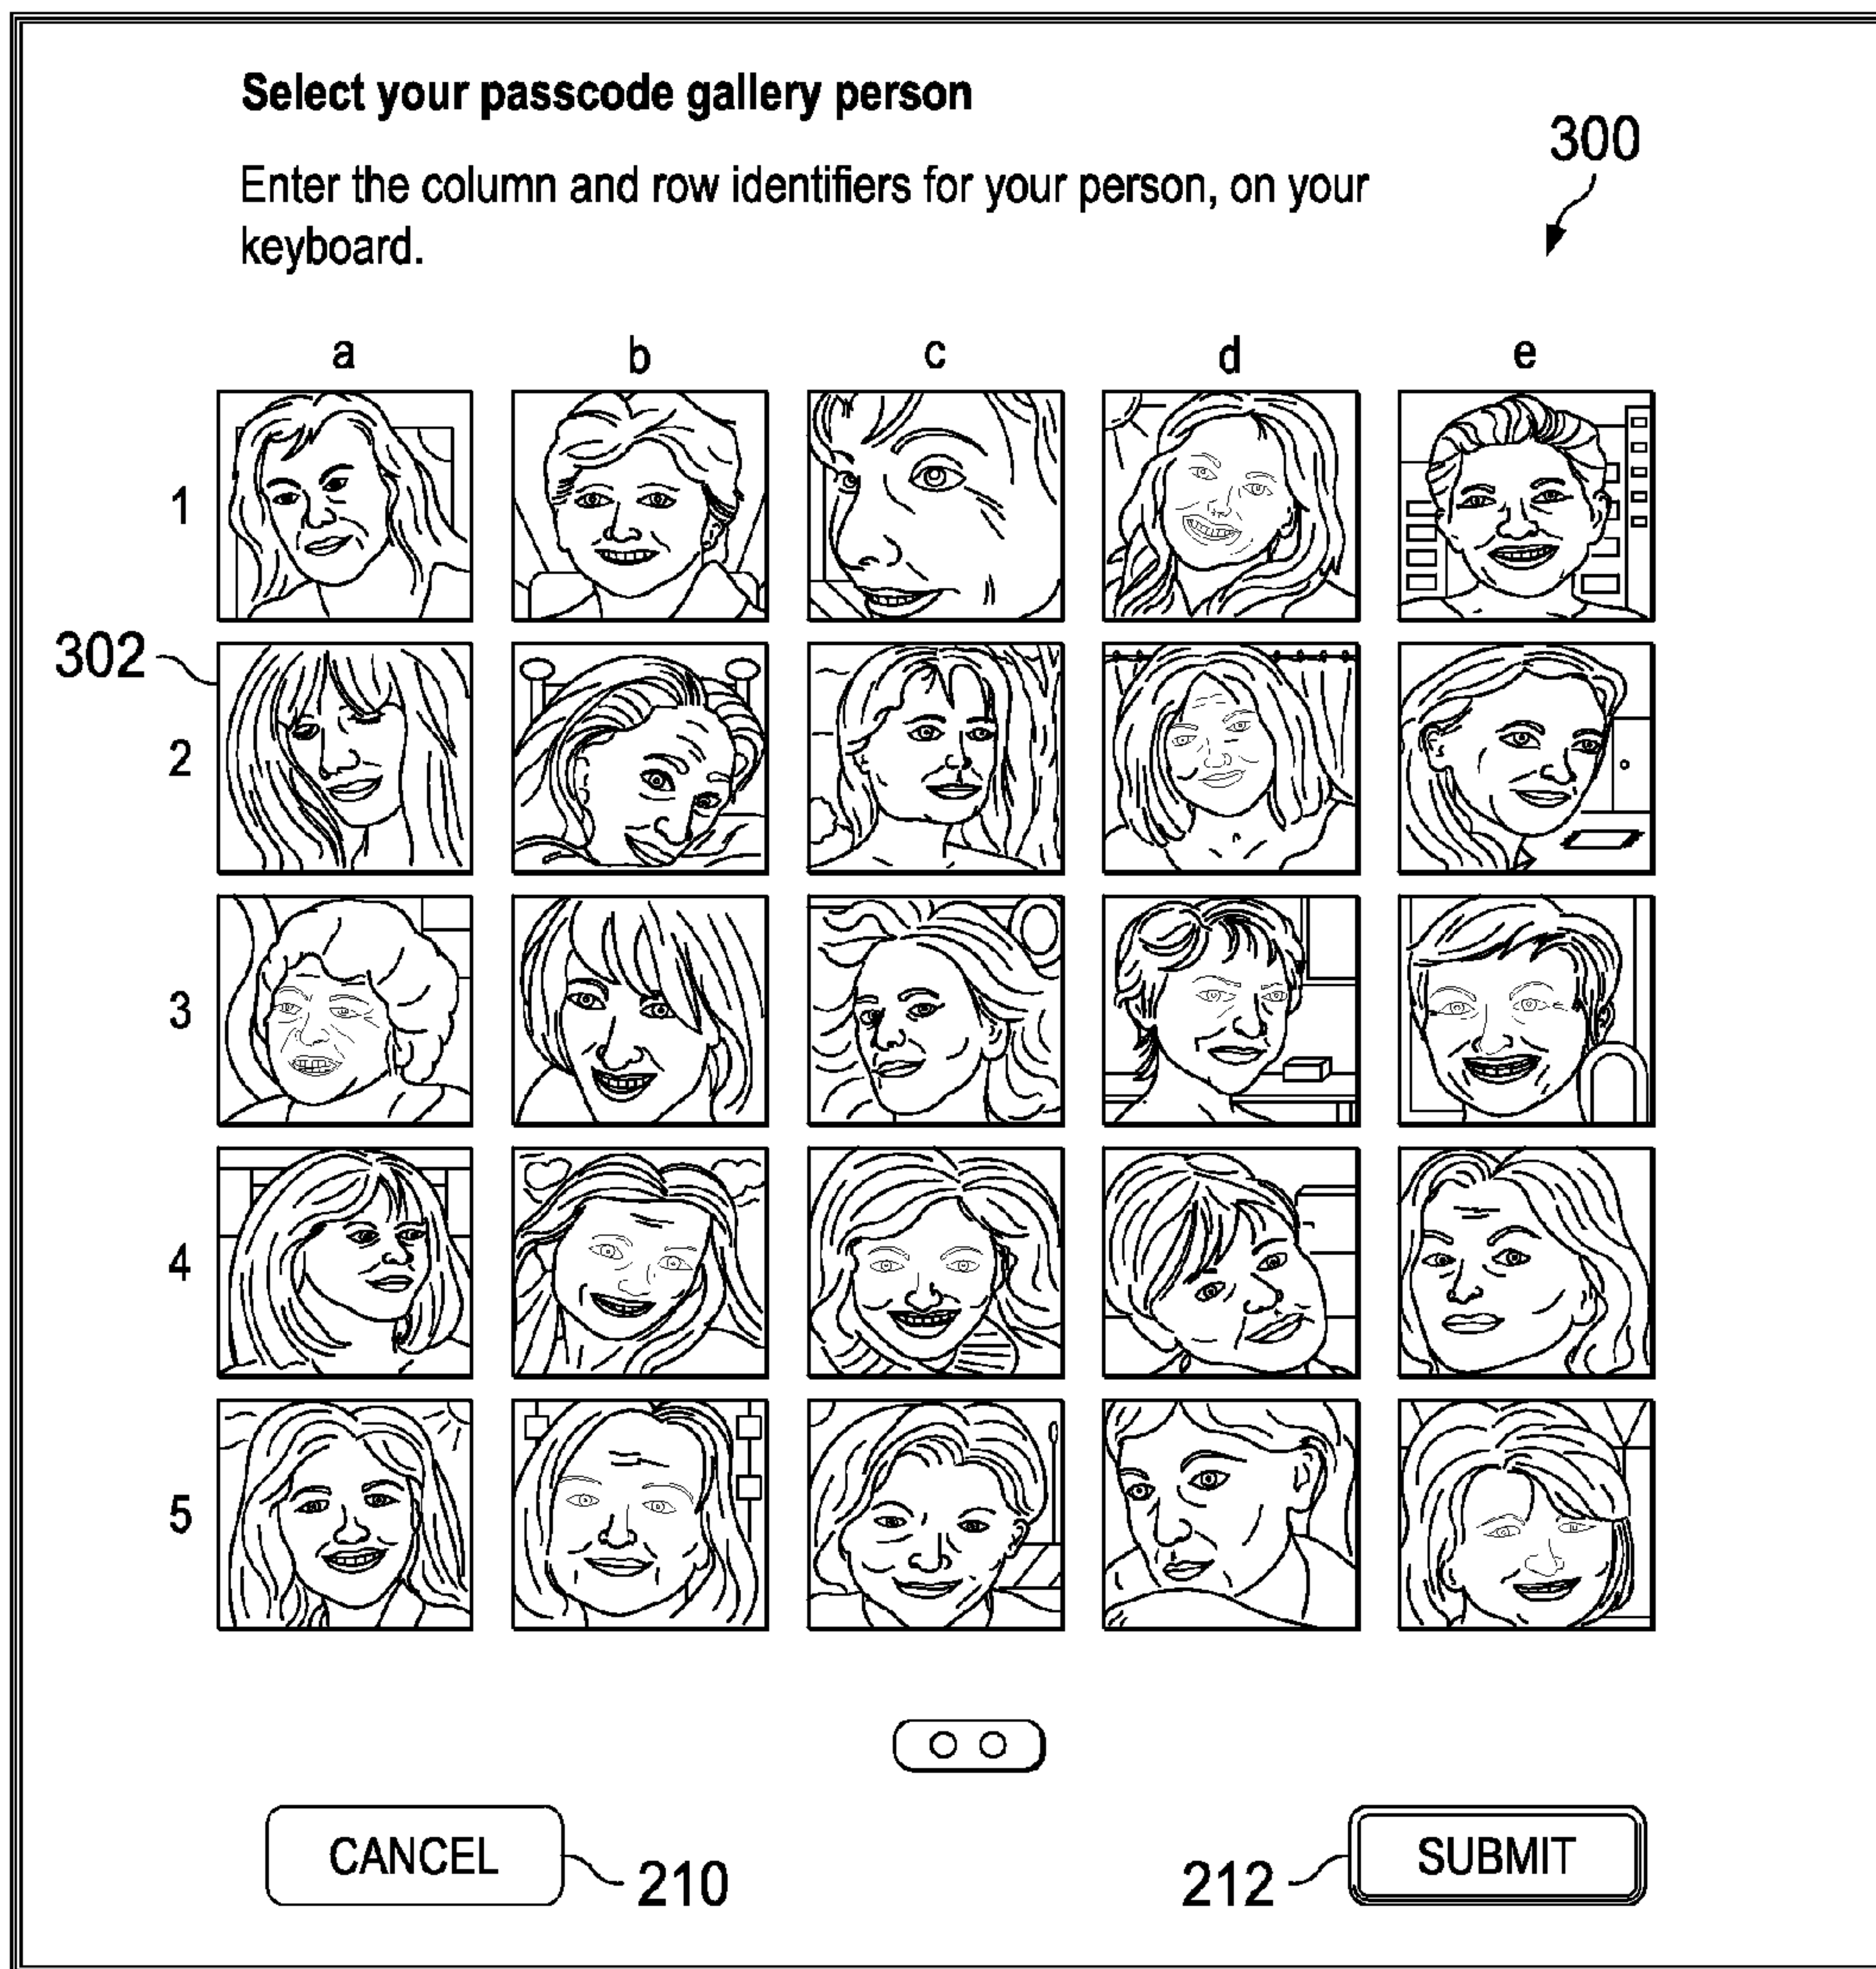 Select your passcode gallery person
300
Enter the column and row identifiers for your person, on your
keyboard.
a b c d e
1
302
2
3
4
5
CANCEL 210 212 SUBMIT